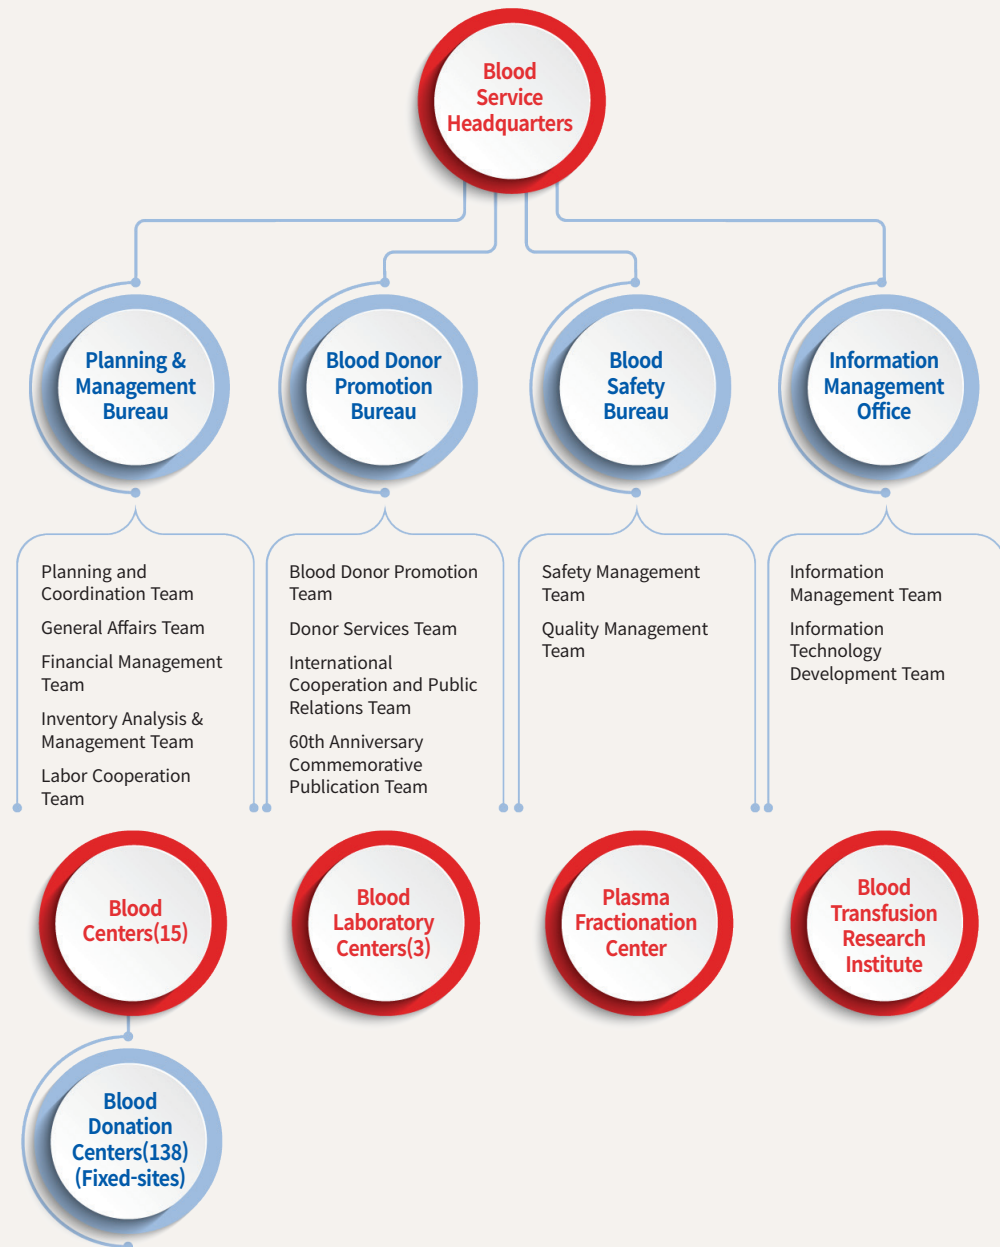 Blood
Service
Headquarters
Planning &
Management
Bureau
Blood Donor
Promotion
Bureau
Blood
Safety
Bureau
Information
Management
Office
Planning and
Coordination Team
General Affairs Team
Financial Management
Team
Inventory Analysis &
Management Team
Labor Cooperation
Team
Blood Donor Promotion
Team
Donor Services Team
International
Cooperation and Public
Relations Team
60th Anniversary
Commemorative
Publication Team
Safety Management
Team
Quality Management
Team
Information
Management Team
Information
Technology
Development Team
Blood
Centers(15)
Blood
Laboratory
Centers(3)
Plasma
Fractionation
Center
Blood
Transfusion
Research
Institute
Blood
Donation
Centers(138)
(Fixed-sites)